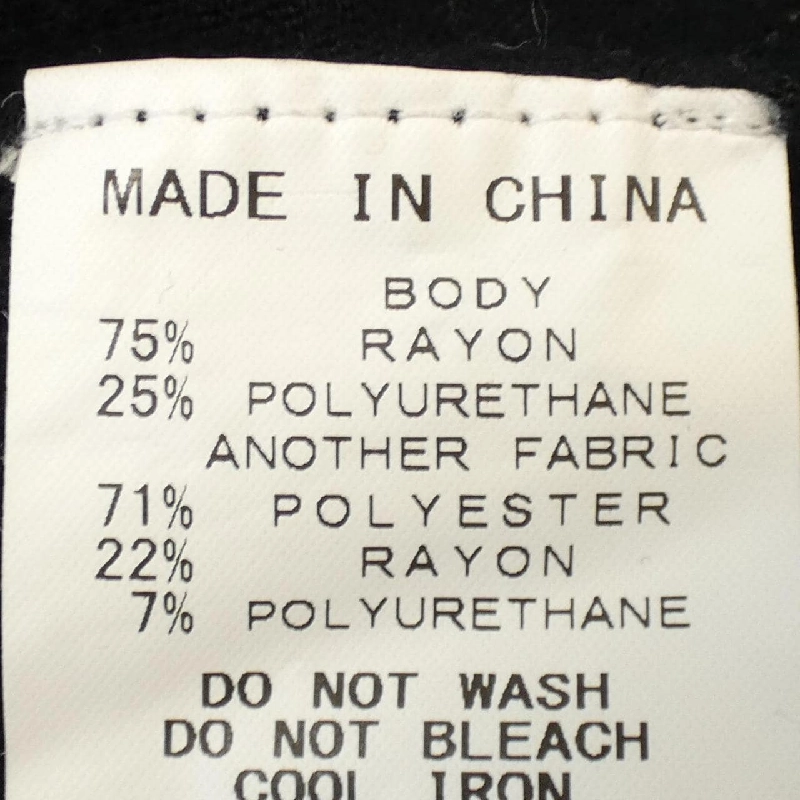 MADE IN CHINA
BODY
75% RAYON
25% POLYURETHANE
ANOTHER FABRIC
71% POLYESTER
22% RAYON
7% POLYURETHANE
DO NOT WASH
DO NOT BLEACH
COOL IRON